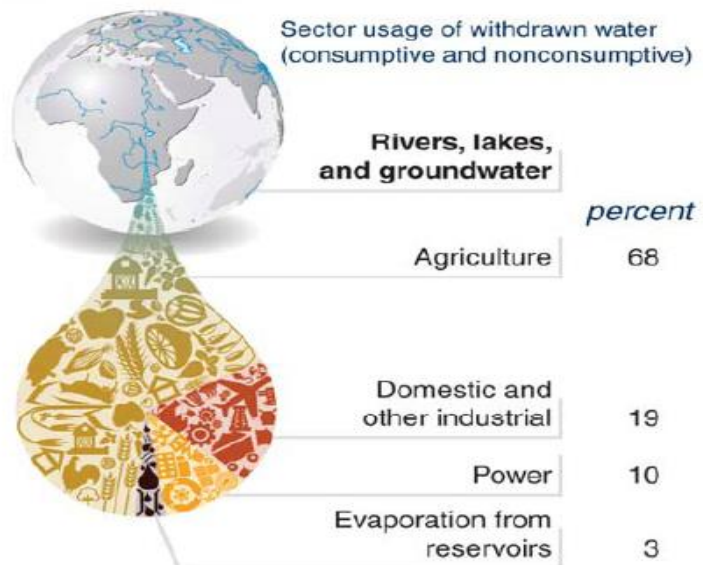 Sector usage of withdrawn water
(consumptive and nonconsumptive)
Rivers, lakes,
and groundwater
percent
Agriculture 68
Domestic and
other industrial 19
Power 10
Evaporation from
reservoirs 3